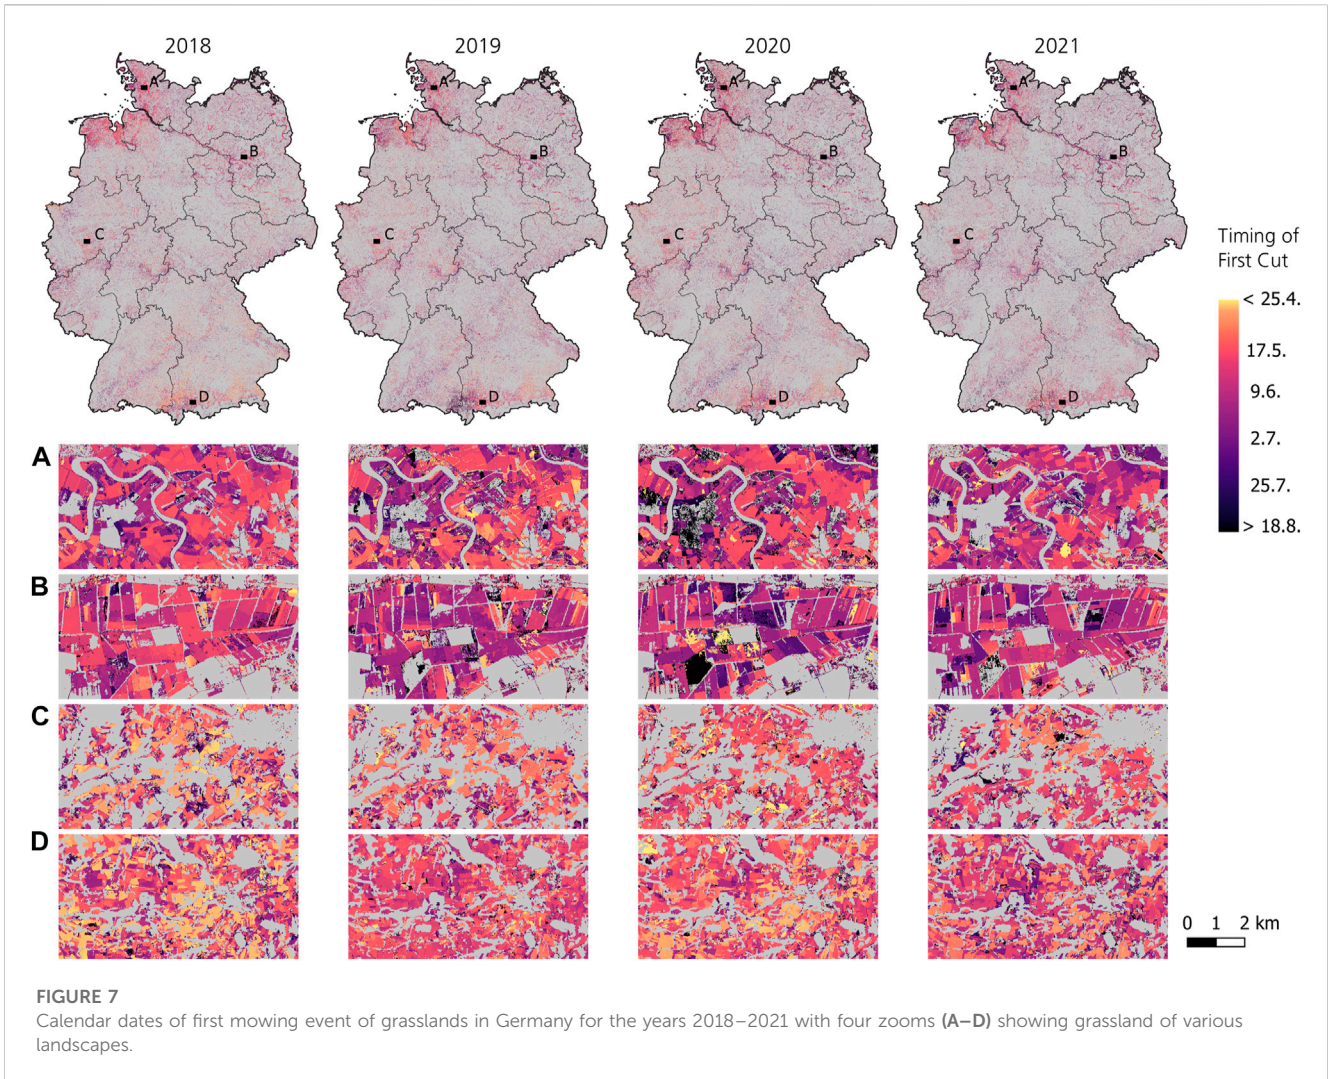 2018 2019 2020 2021
A A A A
B B B B
C C C C
D D D D
Timing of
First Cut
< 25.4.
17.5.
9.6.
2.7.
25.7.
> 18.8.
A
B
C
D
0 1 2 km
FIGURE 7
Calendar dates of first mowing event of grasslands in Germany for the years 2018–2021 with four zooms (A–D) showing grassland of various
landscapes.